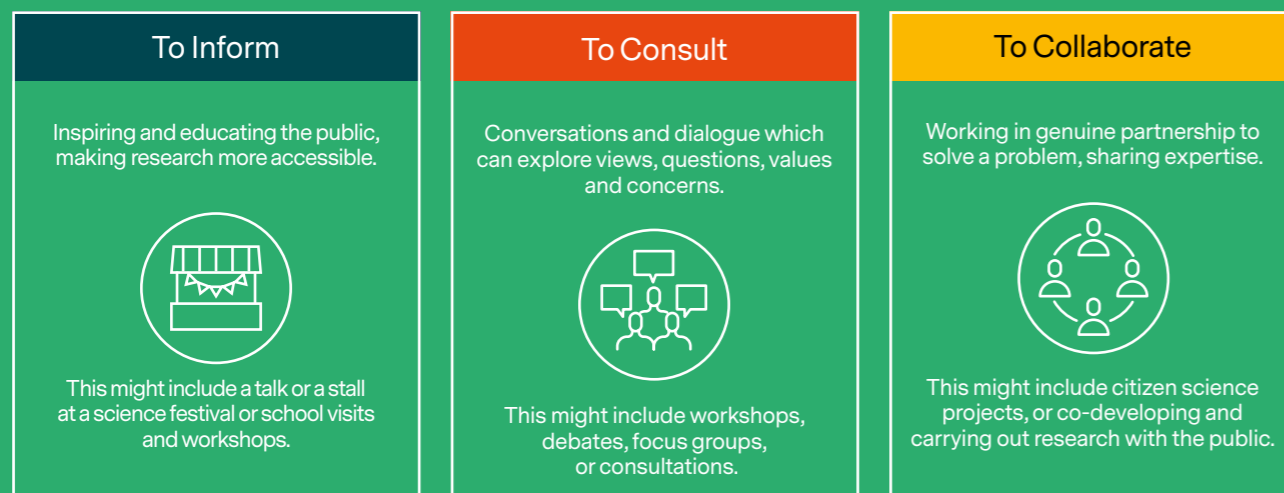 To Inform
Inspiring and educating the public,
making research more accessible.
This might include a talk or a stall
at a science festival or school visits
and workshops.
To Consult
Conversations and dialogue which
can explore views, questions, values
and concerns.
This might include workshops,
debates, focus groups,
or consultations.
To Collaborate
Working in genuine partnership to
solve a problem, sharing expertise.
This might include citizen science
projects, or co-developing and
carrying out research with the public.